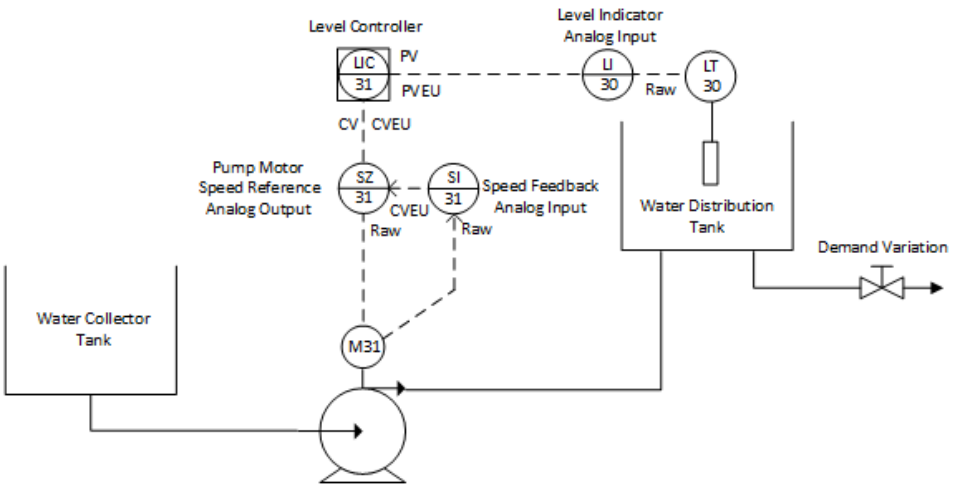 Level Controller
Level Indicator
Analog Input
LIC
31
PV
PVEU
LI
30
Raw
LT
30
CV
CVEU
Pump Motor
Speed Reference
Analog Output
SZ
31
CVEU
SI
31
Speed Feedback
Analog Input
Raw
Raw
Water Distribution
Tank
Demand Variation
Water Collector
Tank
M31